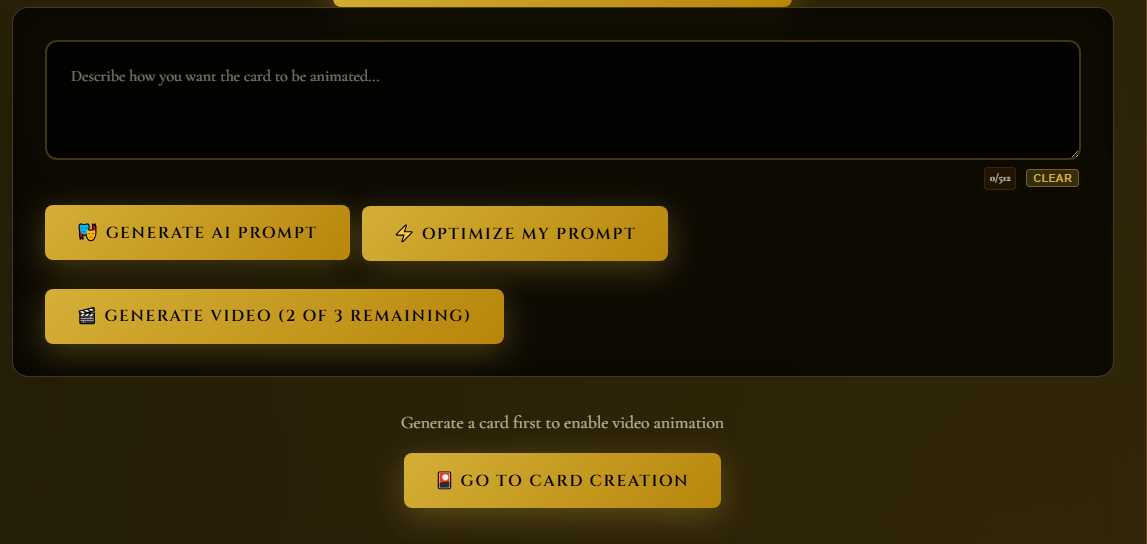 Describe how you want the card to be animated...
0/512 CLEAR
GENERATE AI PROMPT
OPTIMIZE MY PROMPT
GENERATE VIDEO (2 OF 3 REMAINING)
Generate a card first to enable video animation
GO TO CARD CREATION